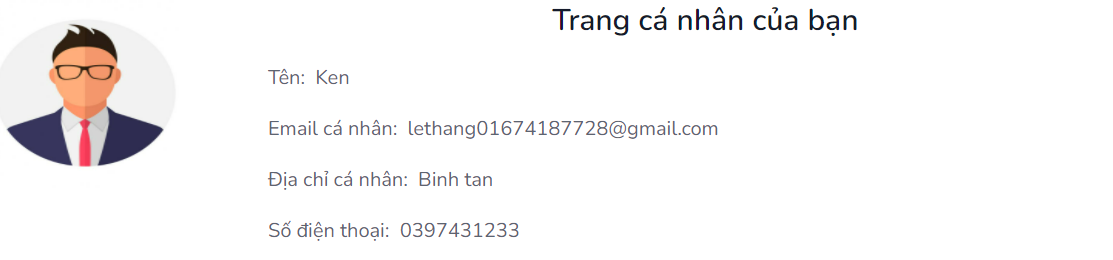 Trang cá nhân của bạn
Tên: Ken
Email cá nhân: lethang01674187728@gmail.com
Địa chỉ cá nhân: Binh tan
Số điện thoại: 0397431233